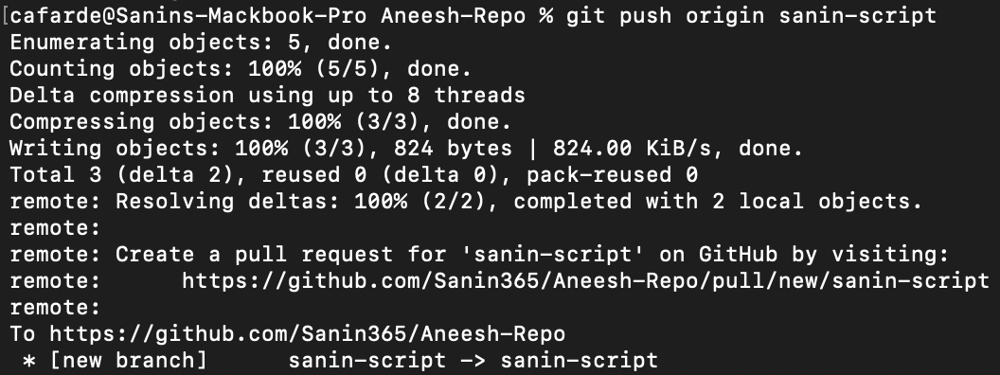 [cafarde@Sanins-Mackbook-Pro Aneesh-Repo % git push origin sanin-script
Enumerating objects: 5, done.
Counting objects: 100% (5/5), done.
Delta compression using up to 8 threads
Compressing objects: 100% (3/3), done.
Writing objects: 100% (3/3), 824 bytes | 824.00 KiB/s, done.
Total 3 (delta 2), reused 0 (delta 0), pack-reused 0
remote: Resolving deltas: 100% (2/2), completed with 2 local objects.
remote:
remote: Create a pull request for 'sanin-script' on GitHub by visiting:
remote:      https://github.com/Sanin365/Aneesh-Repo/pull/new/sanin-script
remote:
To https://github.com/Sanin365/Aneesh-Repo
 * [new branch]      sanin-script -> sanin-script